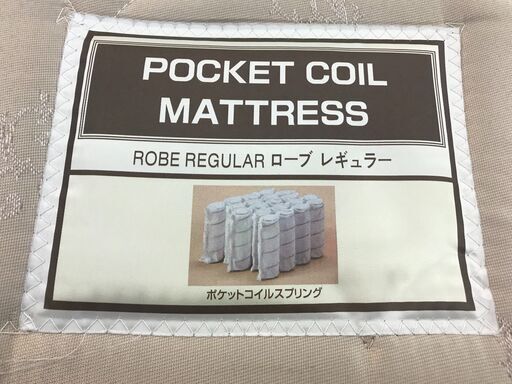 POCKET COIL
MATTRESS
ROBE REGULAR ローブ レギュラー
ポケットコイルスプリング